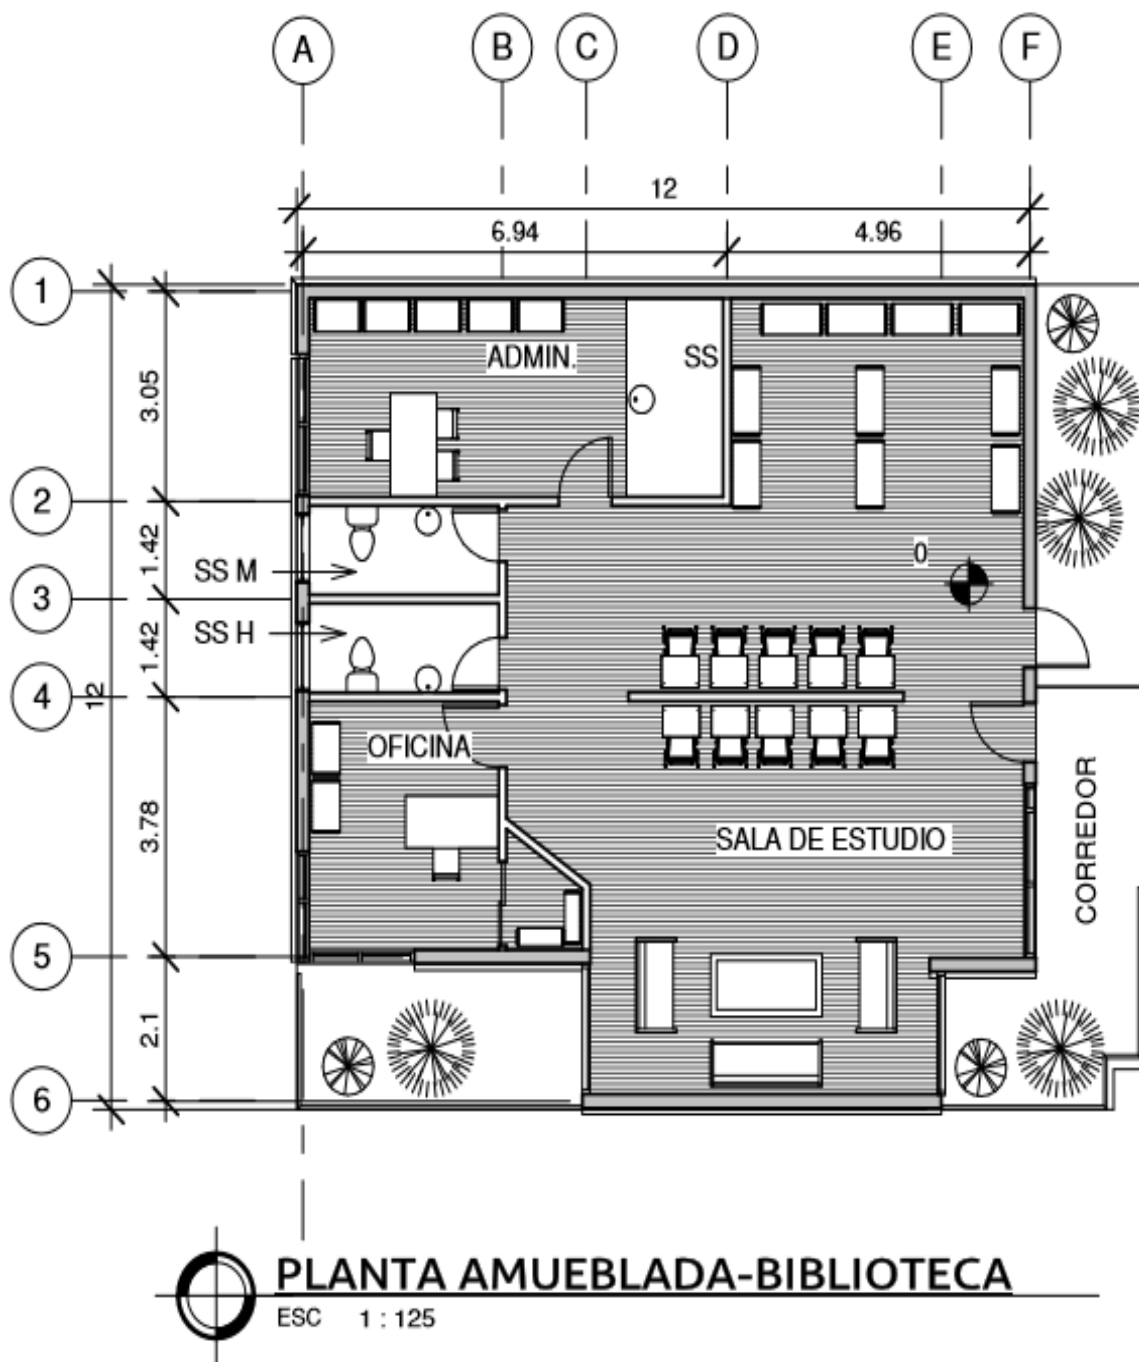 A B C D E F
12
6.94 4.96
1
ADMIN. SS
3.05
2
1.42
0
SS M
3
SS H
1.42
4
12
OFICINA
3.78
SALA DE ESTUDIO
CORREDOR
5
2.1
6
PLANTA AMUEBLADA-BIBLIOTECA
ESC 1 : 125